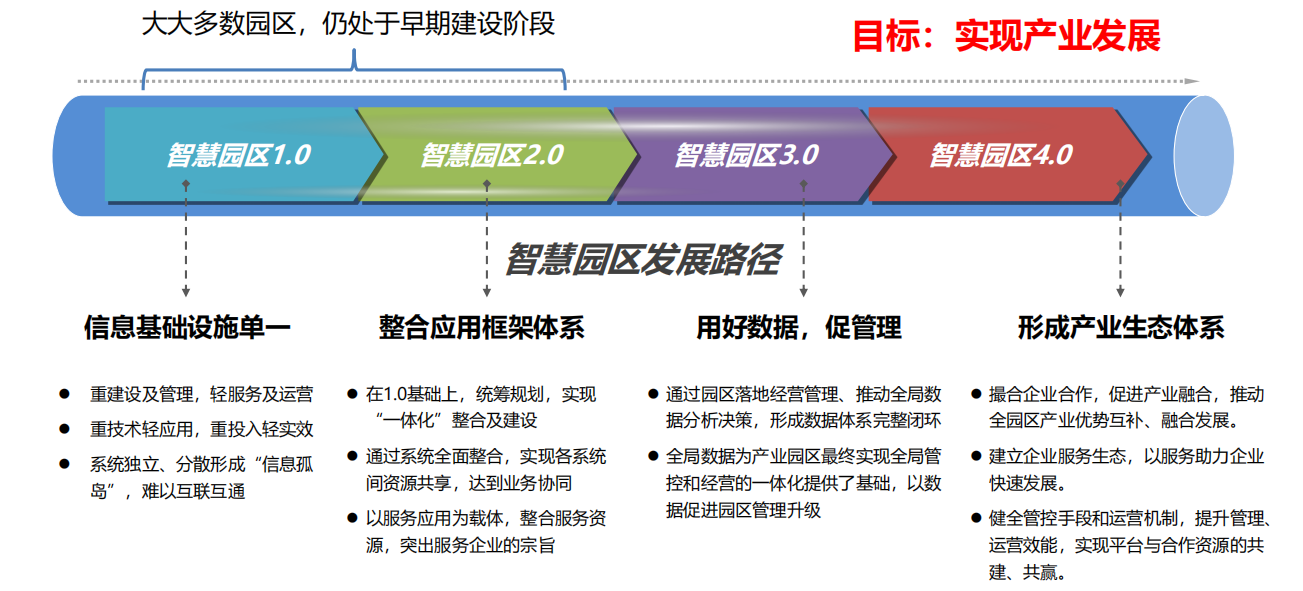 大大多数园区，仍处于早期建设阶段
目标：实现产业发展
智慧园区1.0
智慧园区2.0
智慧园区3.0
智慧园区4.0
智慧园区发展路径
信息基础设施单一
● 重建设及管理，轻服务及运营
● 重技术轻应用，重投入轻实效
● 系统独立、分散形成“信息孤
岛”，难以互联互通
整合应用框架体系
● 在1.0基础上，统筹规划，实现
“一体化”整合及建设
● 通过系统全面整合，实现各系统
间资源共享，达到业务协同
● 以服务应用为载体，整合服务资
源，突出服务企业的宗旨
用好数据，促管理
● 通过园区落地经营管理、推动全局数
据分析决策，形成数据体系完整闭环
● 全局数据为产业园区最终实现全局管
控和经营的一体化提供了基础，以数
据促进园区管理升级
形成产业生态体系
● 撮合企业合作，促进产业融合，推动
全园区产业优势互补、融合发展。
● 建立企业服务生态，以服务助力企业
快速发展。
● 健全管控手段和运营机制，提升管理、
运营效能，实现平台与合作资源的共
建、共赢。